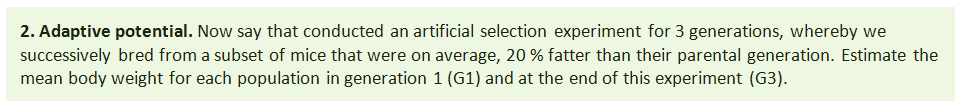 2. Adaptive potential. Now say that conducted an artificial selection experiment for 3 generations, whereby we
successively bred from a subset of mice that were on average, 20 % fatter than their parental generation. Estimate the
mean body weight for each population in generation 1 (G1) and at the end of this experiment (G3).